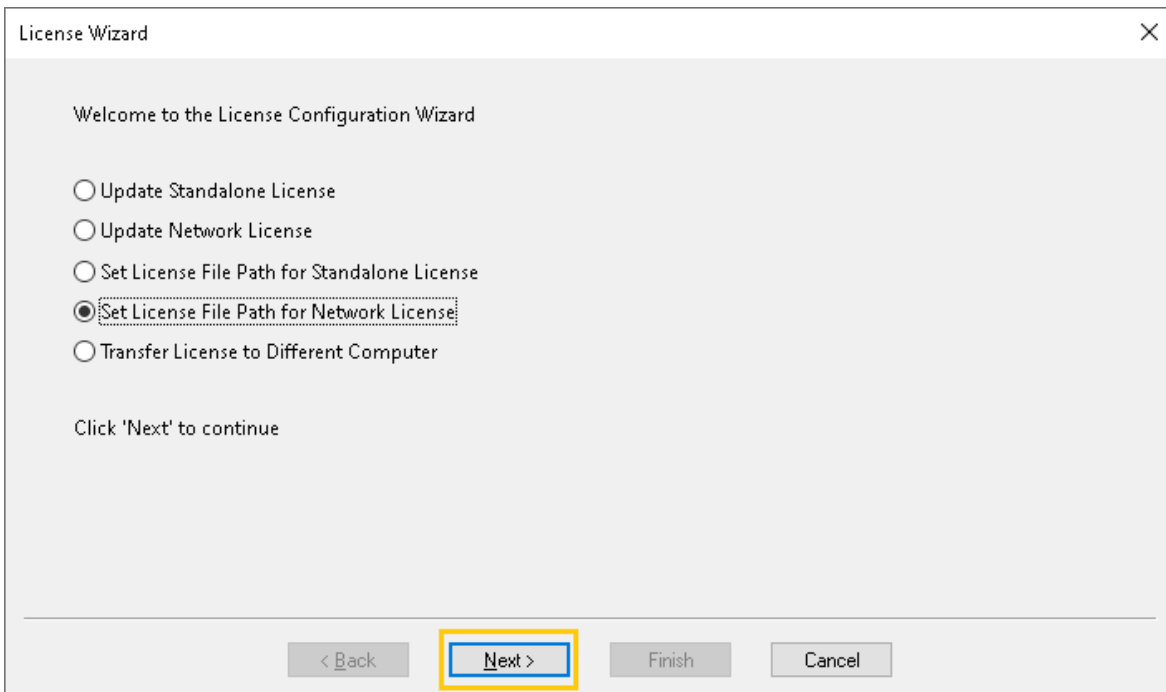 License Wizard
Welcome to the License Configuration Wizard
Update Standalone License
Update Network License
Set License File Path for Standalone License
Set License File Path for Network License
Transfer License to Different Computer
Click 'Next' to continue
< Back Next > Finish Cancel